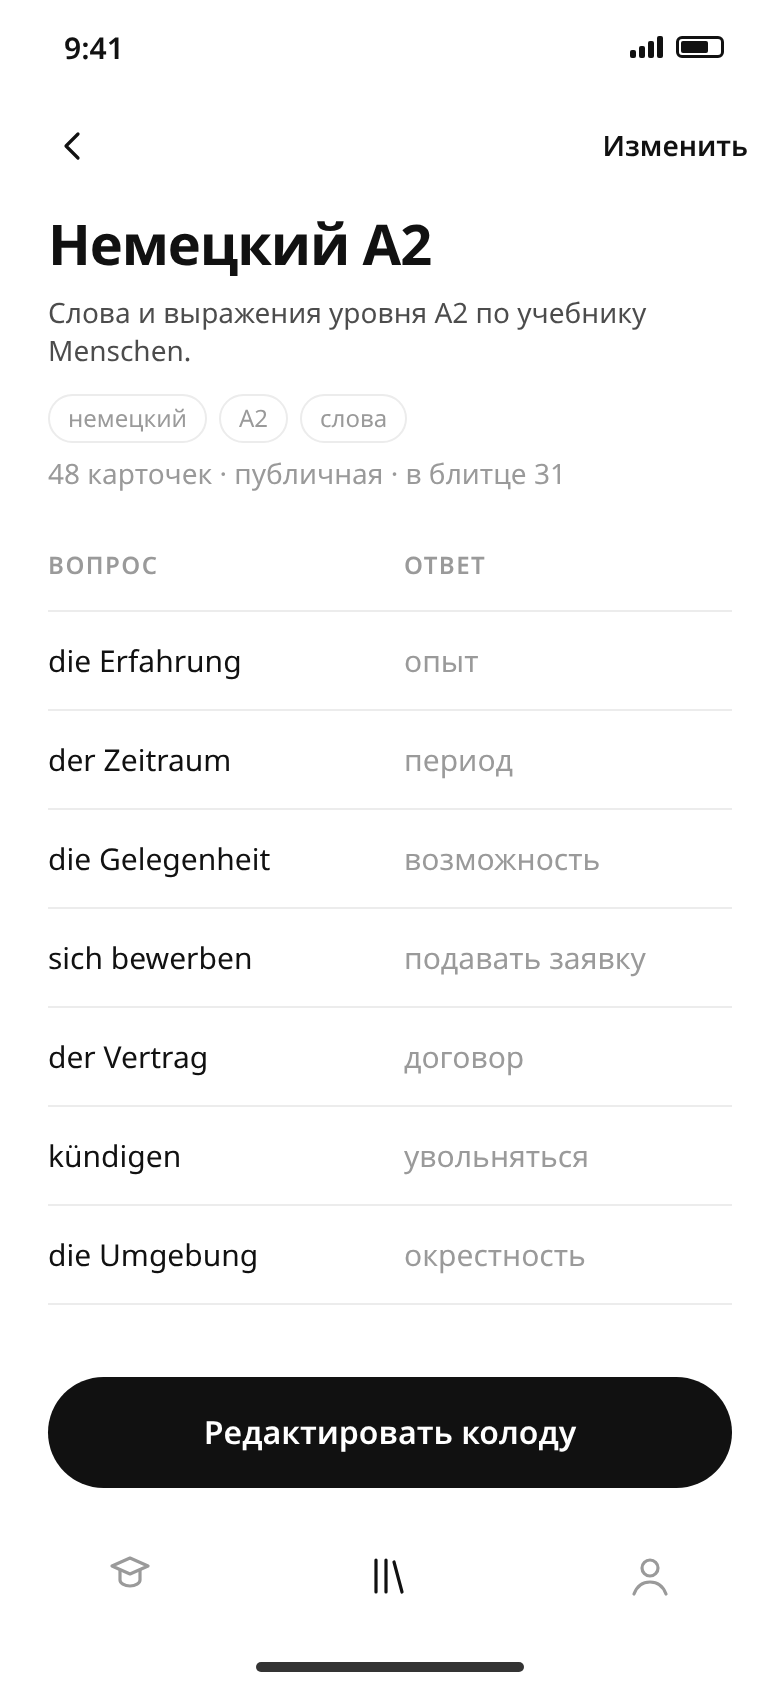 9:41
Изменить
Немецкий A2
Слова и выражения уровня A2 по учебнику
Menschen.
немецкий A2 слова
48 карточек · публичная · в блитце 31
ВОПРОС ОТВЕТ
die Erfahrung опыт
der Zeitraum период
die Gelegenheit возможность
sich bewerben подавать заявку
der Vertrag договор
kündigen увольняться
die Umgebung окрестность
Редактировать колоду